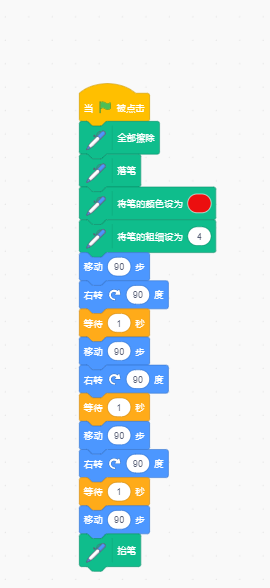 当 被点击
全部擦除
落笔
将笔的颜色设为
将笔的粗细设为 4
移动 90 步
右转 90 度
等待 1 秒
移动 90 步
右转 90 度
等待 1 秒
移动 90 步
右转 90 度
等待 1 秒
移动 90 步
抬笔